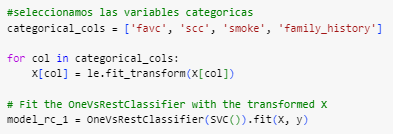 #seleccionamos las variables categoricas
categorical_cols = ['favc', 'scc', 'smoke', 'family_history']
for col in categorical_cols:
X[col] = le.fit_transform(X[col])
# Fit the OneVsRestClassifier with the transformed X
model_rc_1 = OneVsRestClassifier(SVC()).fit(X, y)